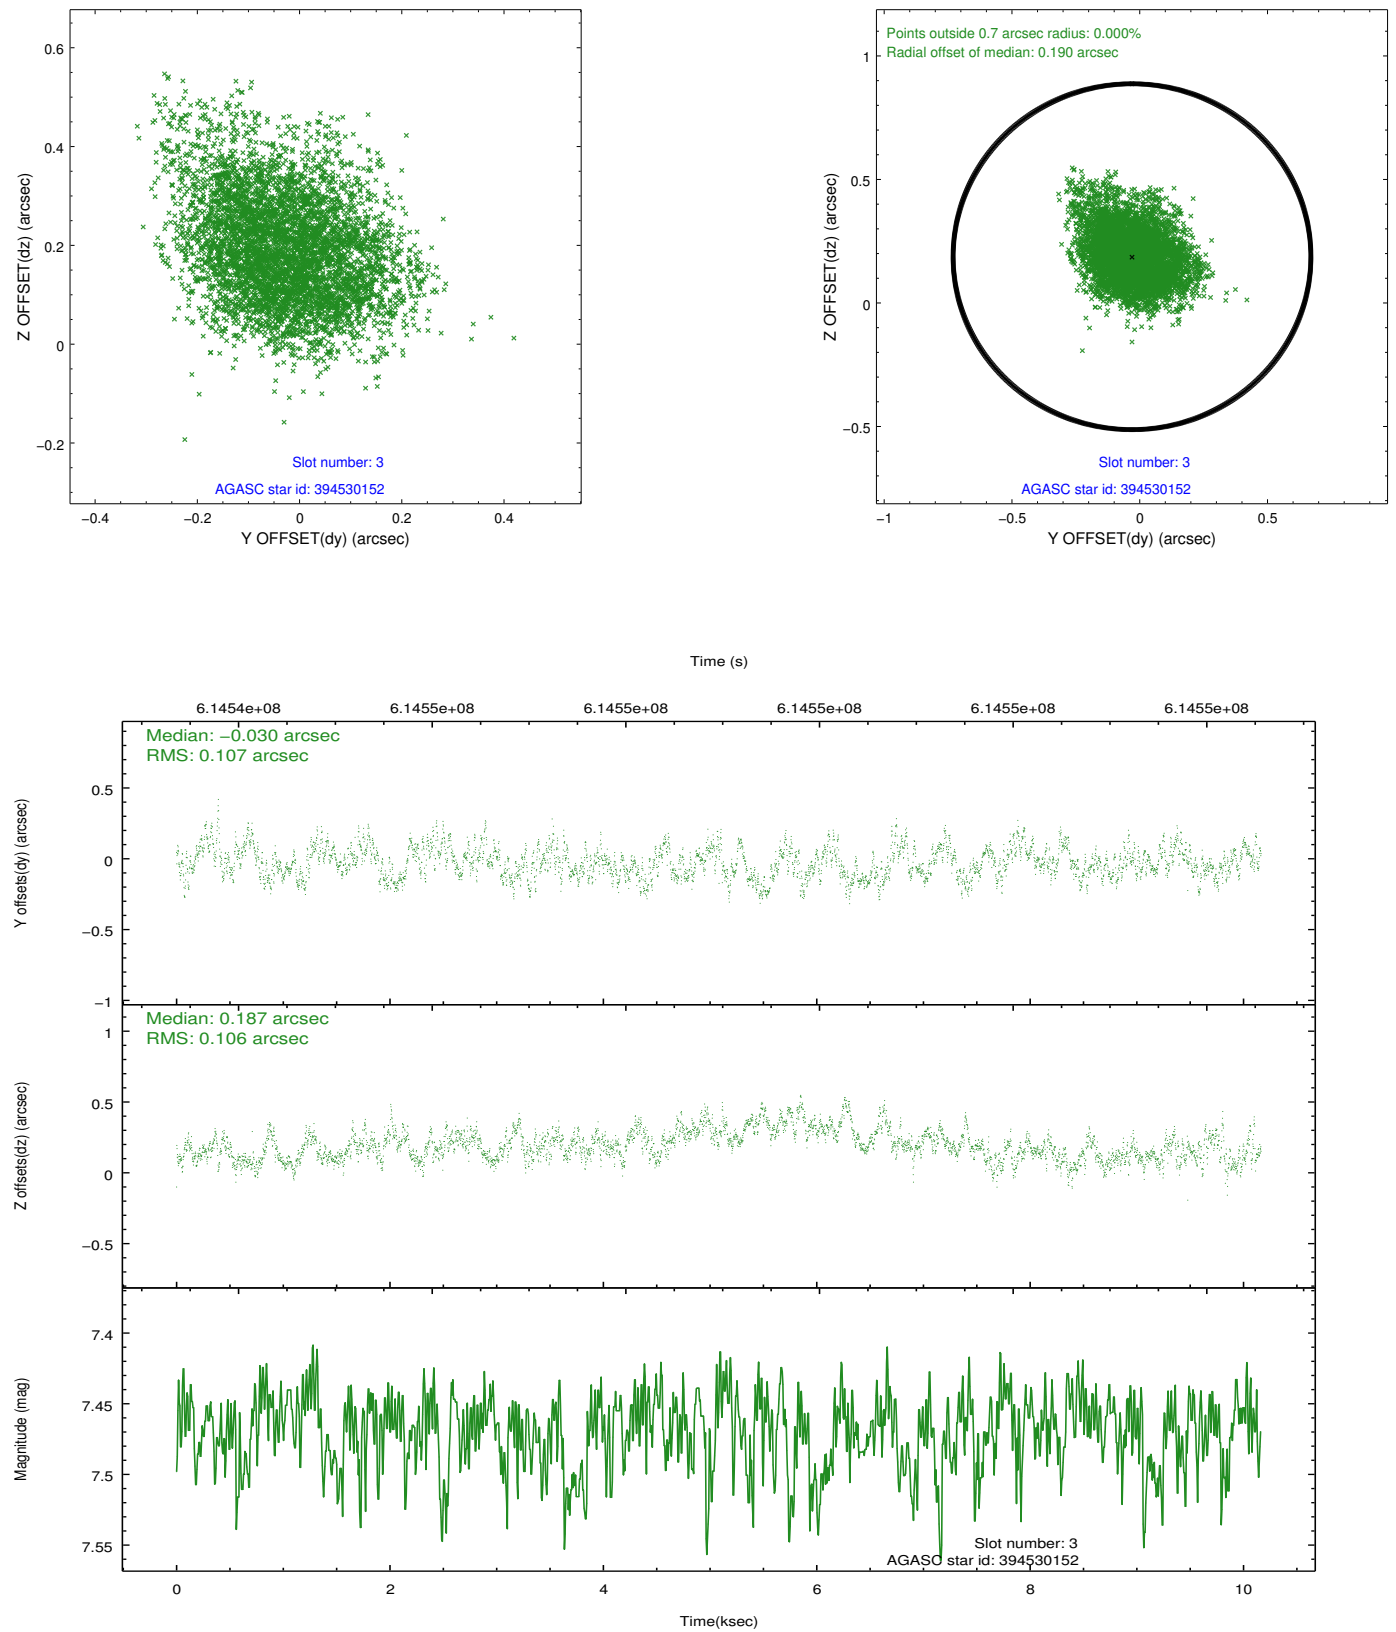 0.6
0.4
0.2
0
−0.2
Z OFFSET(dz) (arcsec)
Slot number: 3
AGASC star id: 394530152
−0.4
−0.2
0
0.2
0.4
Y OFFSET(dy) (arcsec)
Points outside 0.7 arcsec radius: 0.000%
Radial offset of median: 0.190 arcsec
1
0.5
0
−0.5
Z OFFSET(dz) (arcsec)
Slot number: 3
AGASC star id: 394530152
−1
−0.5
0
0.5
Y OFFSET(dy) (arcsec)
Time (s)
6.1454e+08
6.1455e+08
6.1455e+08
6.1455e+08
6.1455e+08
6.1455e+08
Median: −0.030 arcsec
RMS: 0.107 arcsec
0.5
0
−0.5
−1
Y offsets(dy) (arcsec)
Median: 0.187 arcsec
RMS: 0.106 arcsec
1
0.5
0
−0.5
Z offsets(dz) (arcsec)
7.4
7.45
7.5
7.55
Magnitude (mag)
Slot number: 3
AGASC star id: 394530152
0
2
4
6
8
10
Time(ksec)